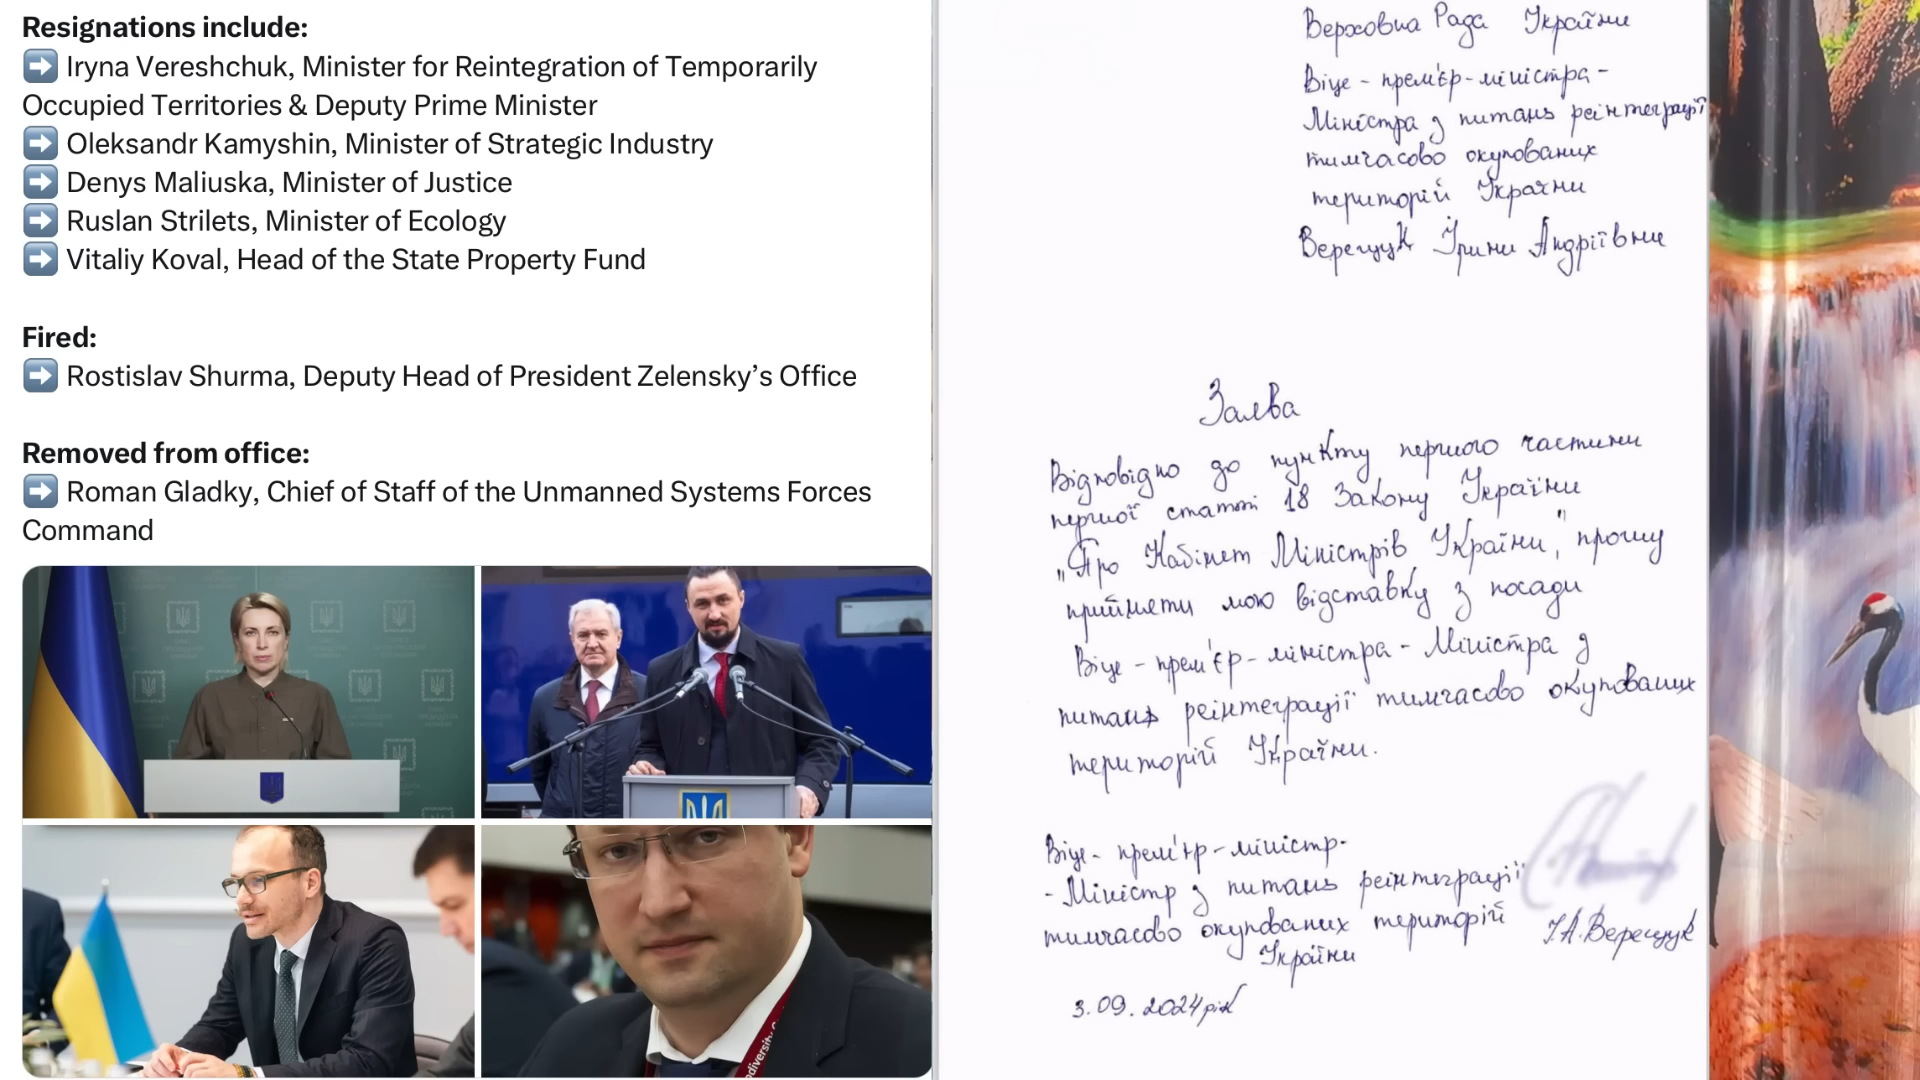 Resignations include:
➡️ Iryna Vereshchuk, Minister for Reintegration of Temporarily
Occupied Territories & Deputy Prime Minister
➡️ Oleksandr Kamyshin, Minister of Strategic Industry
➡️ Denys Maliuska, Minister of Justice
➡️ Ruslan Strilets, Minister of Ecology
➡️ Vitaliy Koval, Head of the State Property Fund
Fired:
➡️ Rostislav Shurma, Deputy Head of President Zelensky’s Office
Removed from office:
➡️ Roman Gladky, Chief of Staff of the Unmanned Systems Forces
Command
Верховна Рада України
Віце-прем'єр-міністра-
Міністра з питань реінтеграції
тимчасово окупованих
територій України
Верещук Ірини Андріївни
Заява
Відповідно до пункту першого частини
першої статті 18 Закону України
„Про Кабінет Міністрів України", прошу
прийняти мою відставку з посади
Віце-прем'єр-міністра-Міністра з
питань реінтеграції тимчасово окупованих
територій України.
Віце-прем'єр-міністр-
-Міністр з питань реінтеграції
тимчасово окупованих територій І.А.Верещук
України
3.09.2024рік